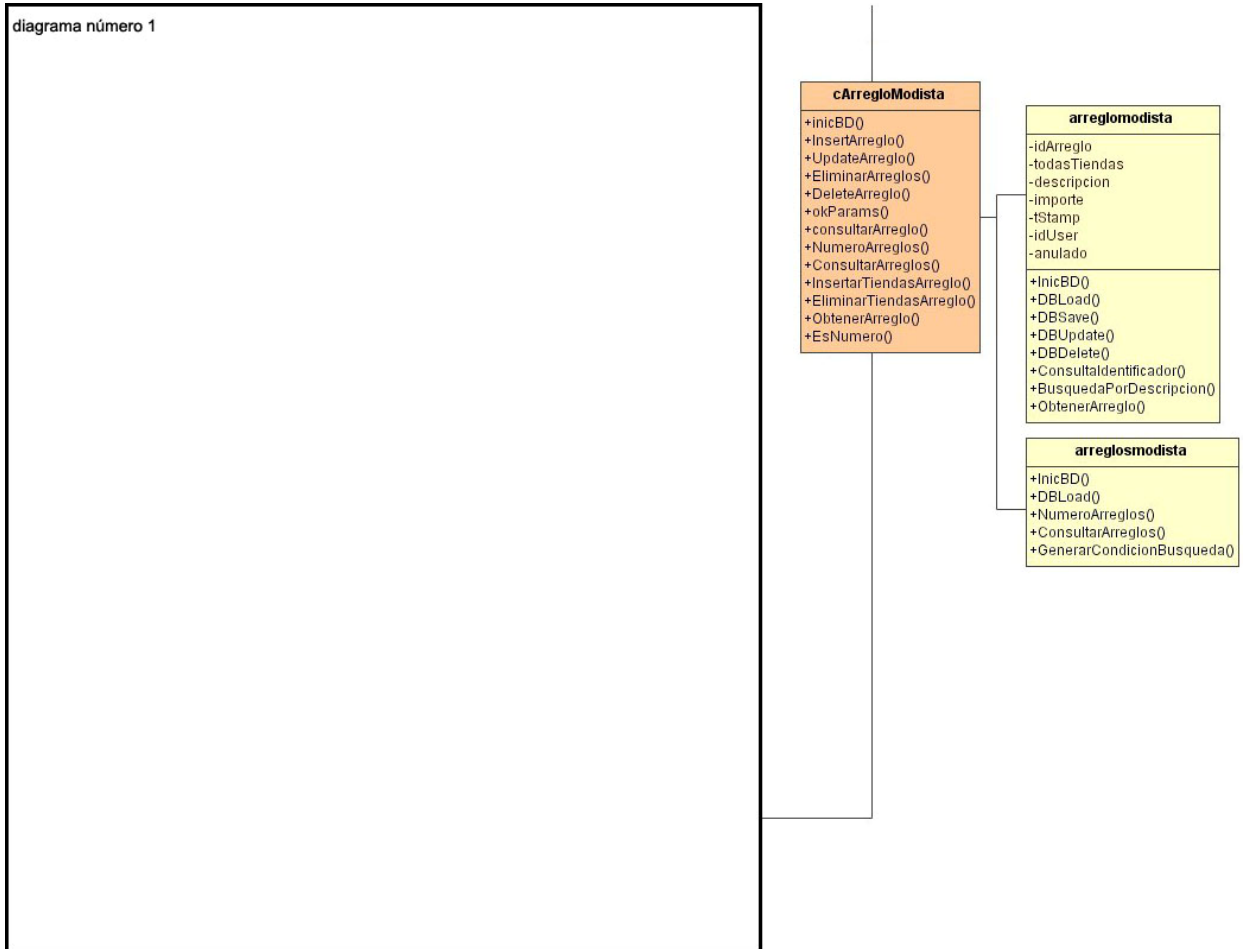 diagrama número 1
cArregloModista
+inicBD()
+InsertArreglo()
+UpdateArreglo()
+EliminarArreglos()
+DeleteArreglo()
+okParams()
+consultarArreglo()
+NumeroArreglos()
+ConsultarArreglos()
+InsertarTiendasArreglo()
+EliminarTiendasArreglo()
+ObtenerArreglo()
+EsNumero()
arreglomodista
-idArreglo
-todasTiendas
-descripcion
-importe
-tStamp
-idUser
-anulado
+InicBD()
+DBLoad()
+DBSave()
+DBUpdate()
+DBDelete()
+ConsultaIdentificador()
+BusquedaPorDescripcion()
+ObtenerArreglo()
arreglosmodista
+InicBD()
+DBLoad()
+NumeroArreglos()
+ConsultarArreglos()
+GenerarCondicionBusqueda()